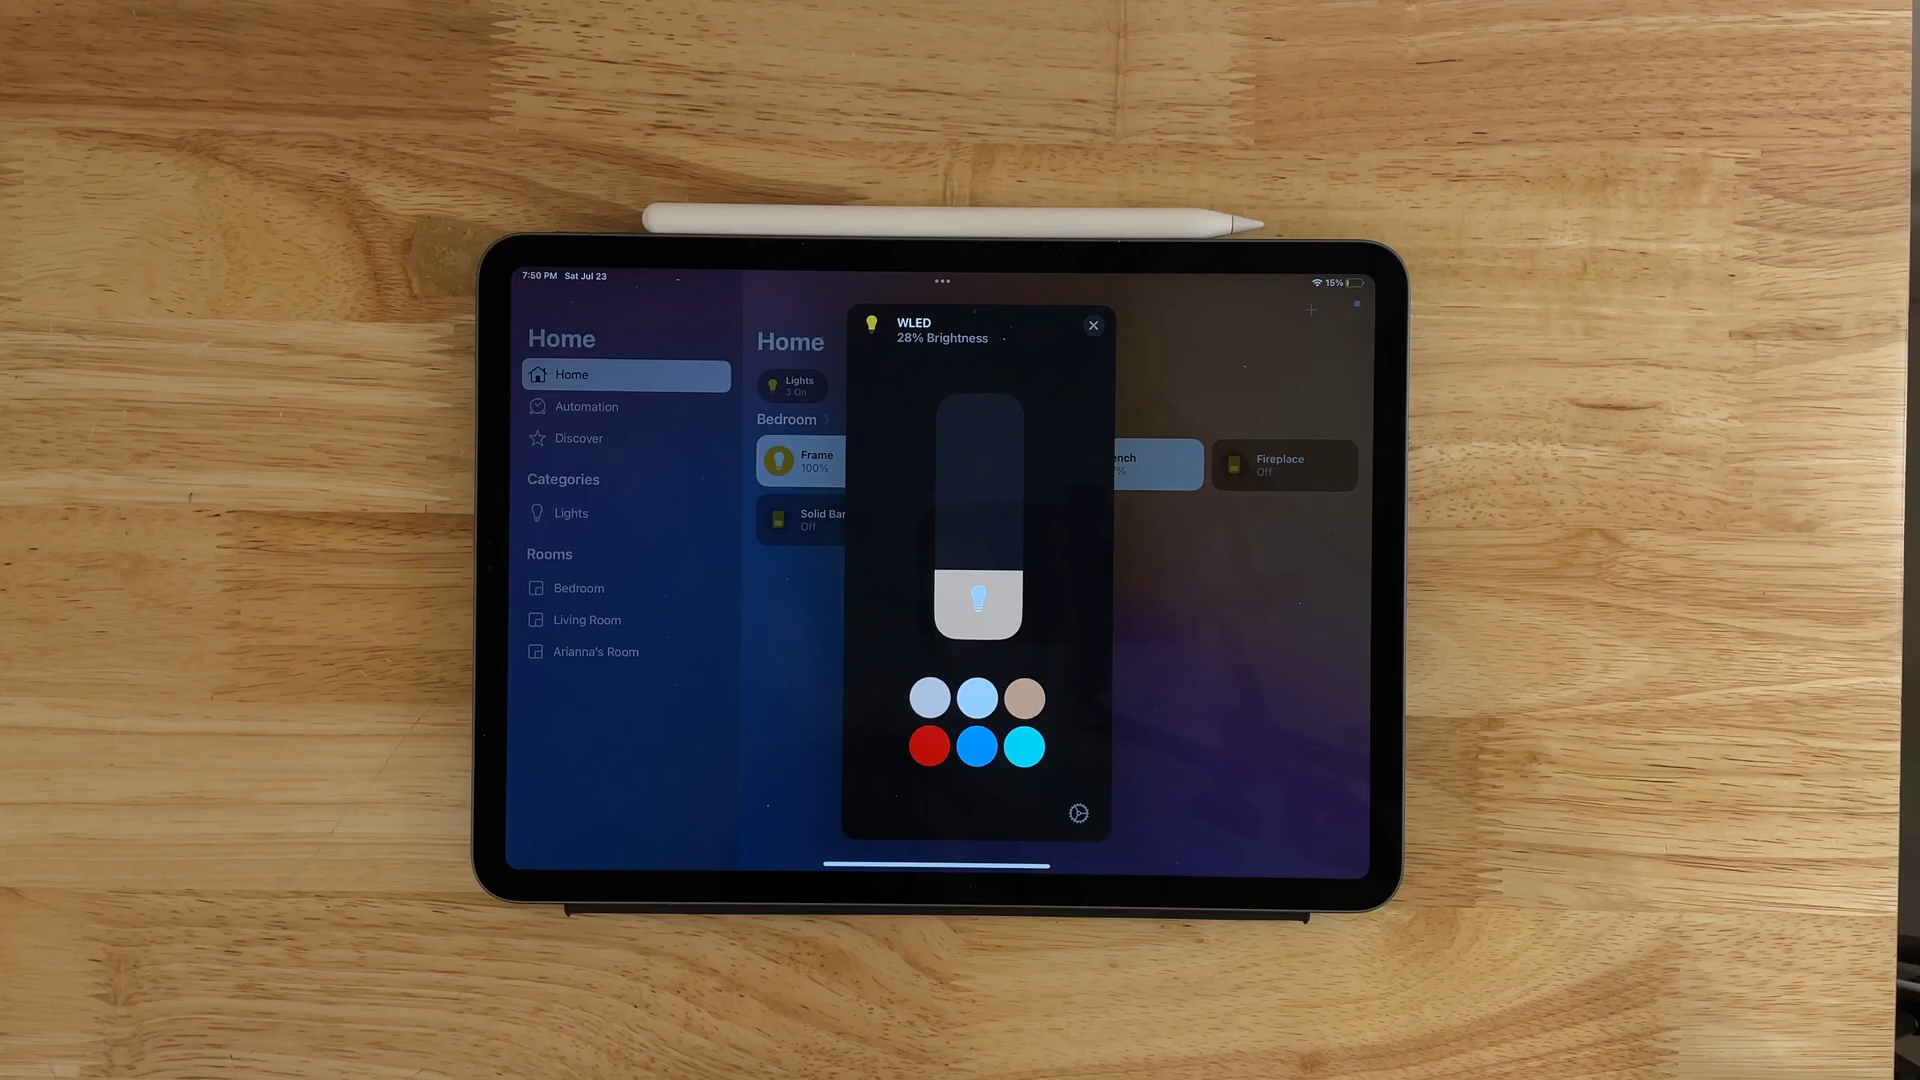 7:50 PM Sat Jul 23
15%
Home
Home
Automation
Discover
Categories
Lights
Rooms
Bedroom
Living Room
Arianna's Room
Home
Lights
3 On
Bedroom
Frame
100%
Solid Bar
Off
WLED
28% Brightness
ench
%
Fireplace
Off